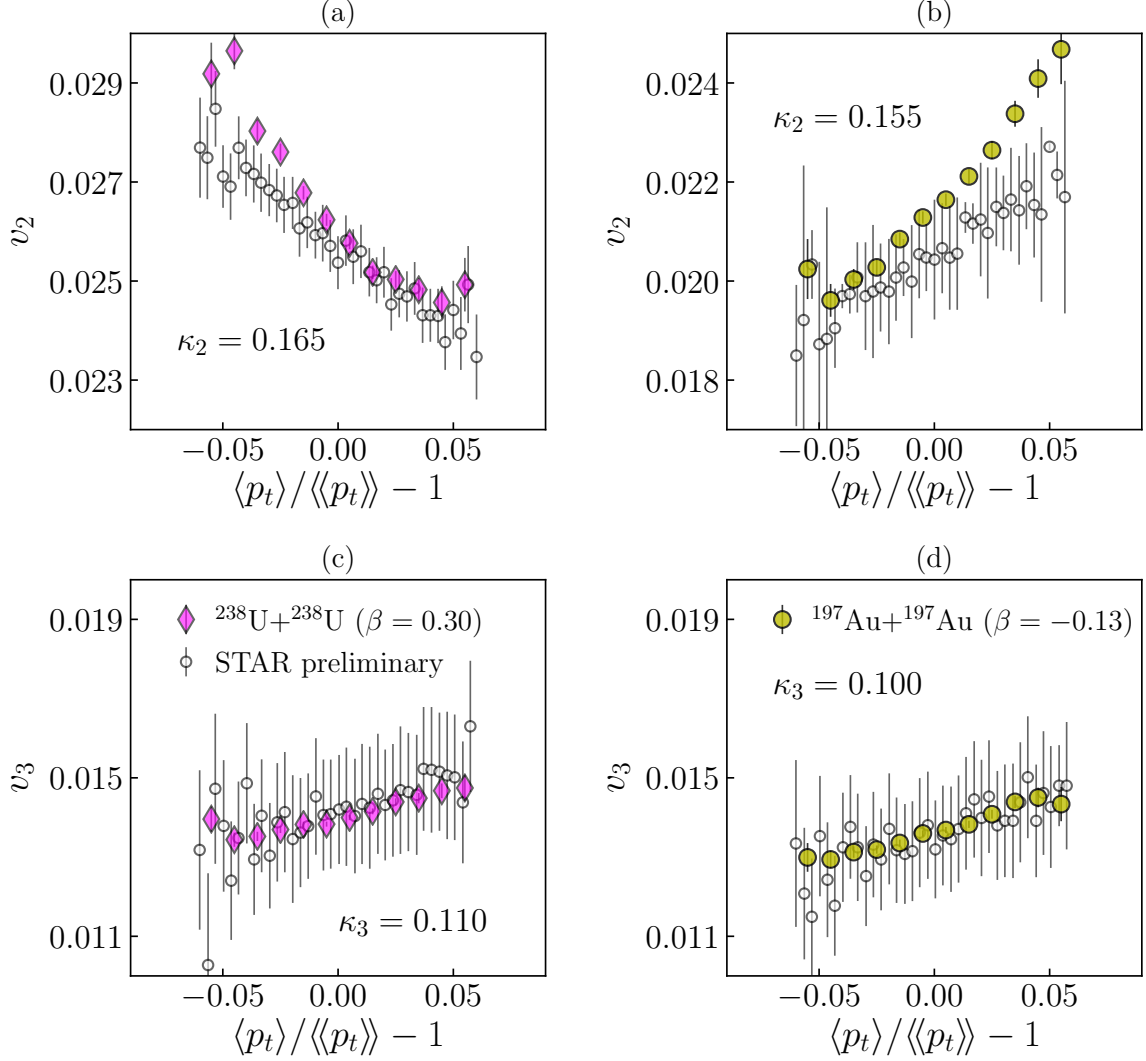 (a)
0.029
0.027
0.025
0.023
v₂
κ₂ = 0.165
−0.05 0.00 0.05
⟨pₜ⟩/⟨⟨pₜ⟩⟩ − 1
(b)
0.024
0.022
0.020
0.018
v₂
κ₂ = 0.155
−0.05 0.00 0.05
⟨pₜ⟩/⟨⟨pₜ⟩⟩ − 1
(c)
0.019
0.015
0.011
v₃
²³⁸U+²³⁸U (β = 0.30)
STAR preliminary
κ₃ = 0.110
−0.05 0.00 0.05
⟨pₜ⟩/⟨⟨pₜ⟩⟩ − 1
(d)
0.019
0.015
0.011
v₃
¹⁹⁷Au+¹⁹⁷Au (β = −0.13)
κ₃ = 0.100
−0.05 0.00 0.05
⟨pₜ⟩/⟨⟨pₜ⟩⟩ − 1